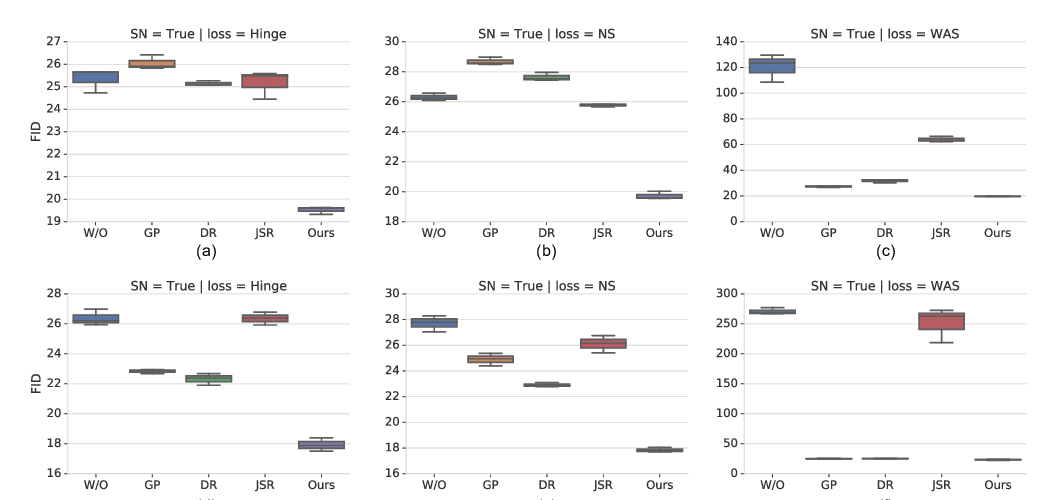 SN = True | loss = Hinge
27
26
25
24
23
22
21
20
19
FID
W/O GP DR JSR Ours
(a)
SN = True | loss = NS
30
28
26
24
22
20
18
W/O GP DR JSR Ours
(b)
SN = True | loss = WAS
140
120
100
80
60
40
20
0
W/O GP DR JSR Ours
(c)
SN = True | loss = Hinge
28
26
24
22
20
18
16
FID
W/O GP DR JSR Ours
SN = True | loss = NS
30
28
26
24
22
20
18
16
W/O GP DR JSR Ours
SN = True | loss = WAS
300
250
200
150
100
50
0
W/O GP DR JSR Ours